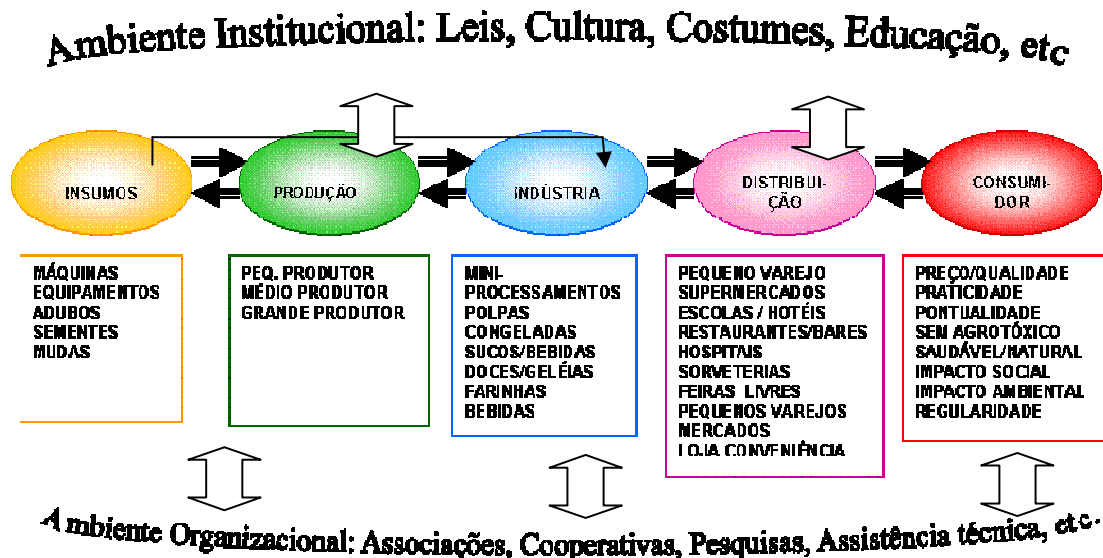 Ambiente Institucional: Leis, Cultura, Costumes, Educação, etc
INSUMOS
PRODUÇÃO
INDÚSTRIA
DISTRIBUI-
ÇÃO
CONSUMI-
DOR
MÁQUINAS
EQUIPAMENTOS
ADUBOS
SEMENTES
MUDAS
PEQ. PRODUTOR
MÉDIO PRODUTOR
GRANDE PRODUTOR
MINI-
PROCESSAMENTOS
POLPAS
CONGELADAS
SUCOS/BEBIDAS
DOCES/GELÉIAS
FARINHAS
BEBIDAS
PEQUENO VAREJO
SUPERMERCADOS
ESCOLAS / HOTÉIS
RESTAURANTES/BARES
HOSPITAIS
SORVETERIAS
FEIRAS LIVRES
PEQUENOS VAREJOS
MERCADOS
LOJA CONVENIÊNCIA
PREÇO/QUALIDADE
PRATICIDADE
PONTUALIDADE
SEM AGROTÓXICO
SAUDÁVEL/NATURAL
IMPACTO SOCIAL
IMPACTO AMBIENTAL
REGULARIDADE
Ambiente Organizacional: Associações, Cooperativas, Pesquisas, Assistência técnica, etc.